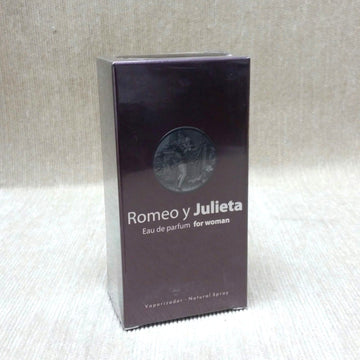 Romeo y Julieta
Eau de parfum for woman
Vaporizador - Natural Spray